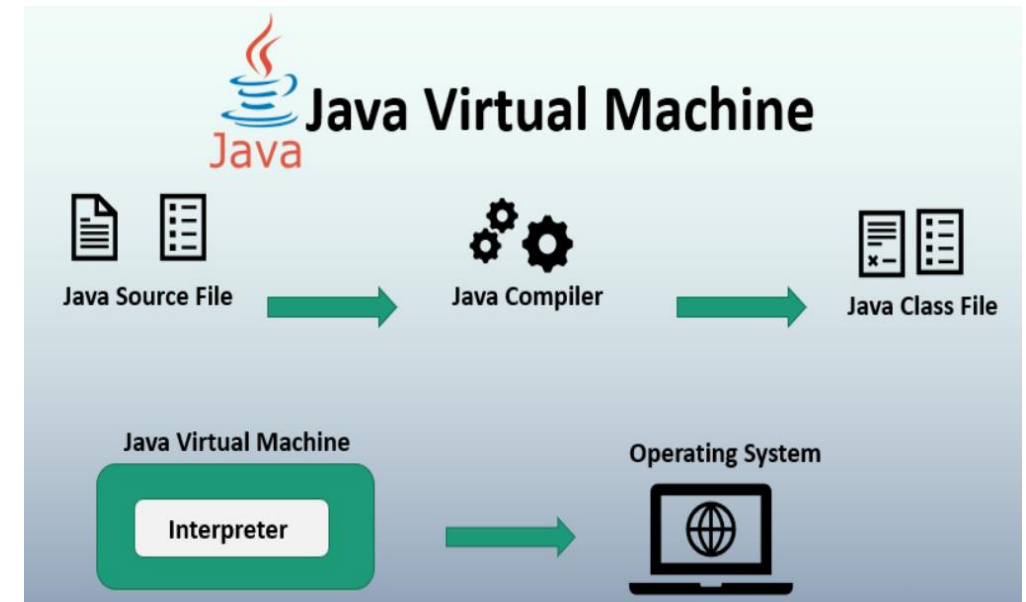 Java
Java Virtual Machine
Java Source File
Java Compiler
Java Class File
Java Virtual Machine
Interpreter
Operating System